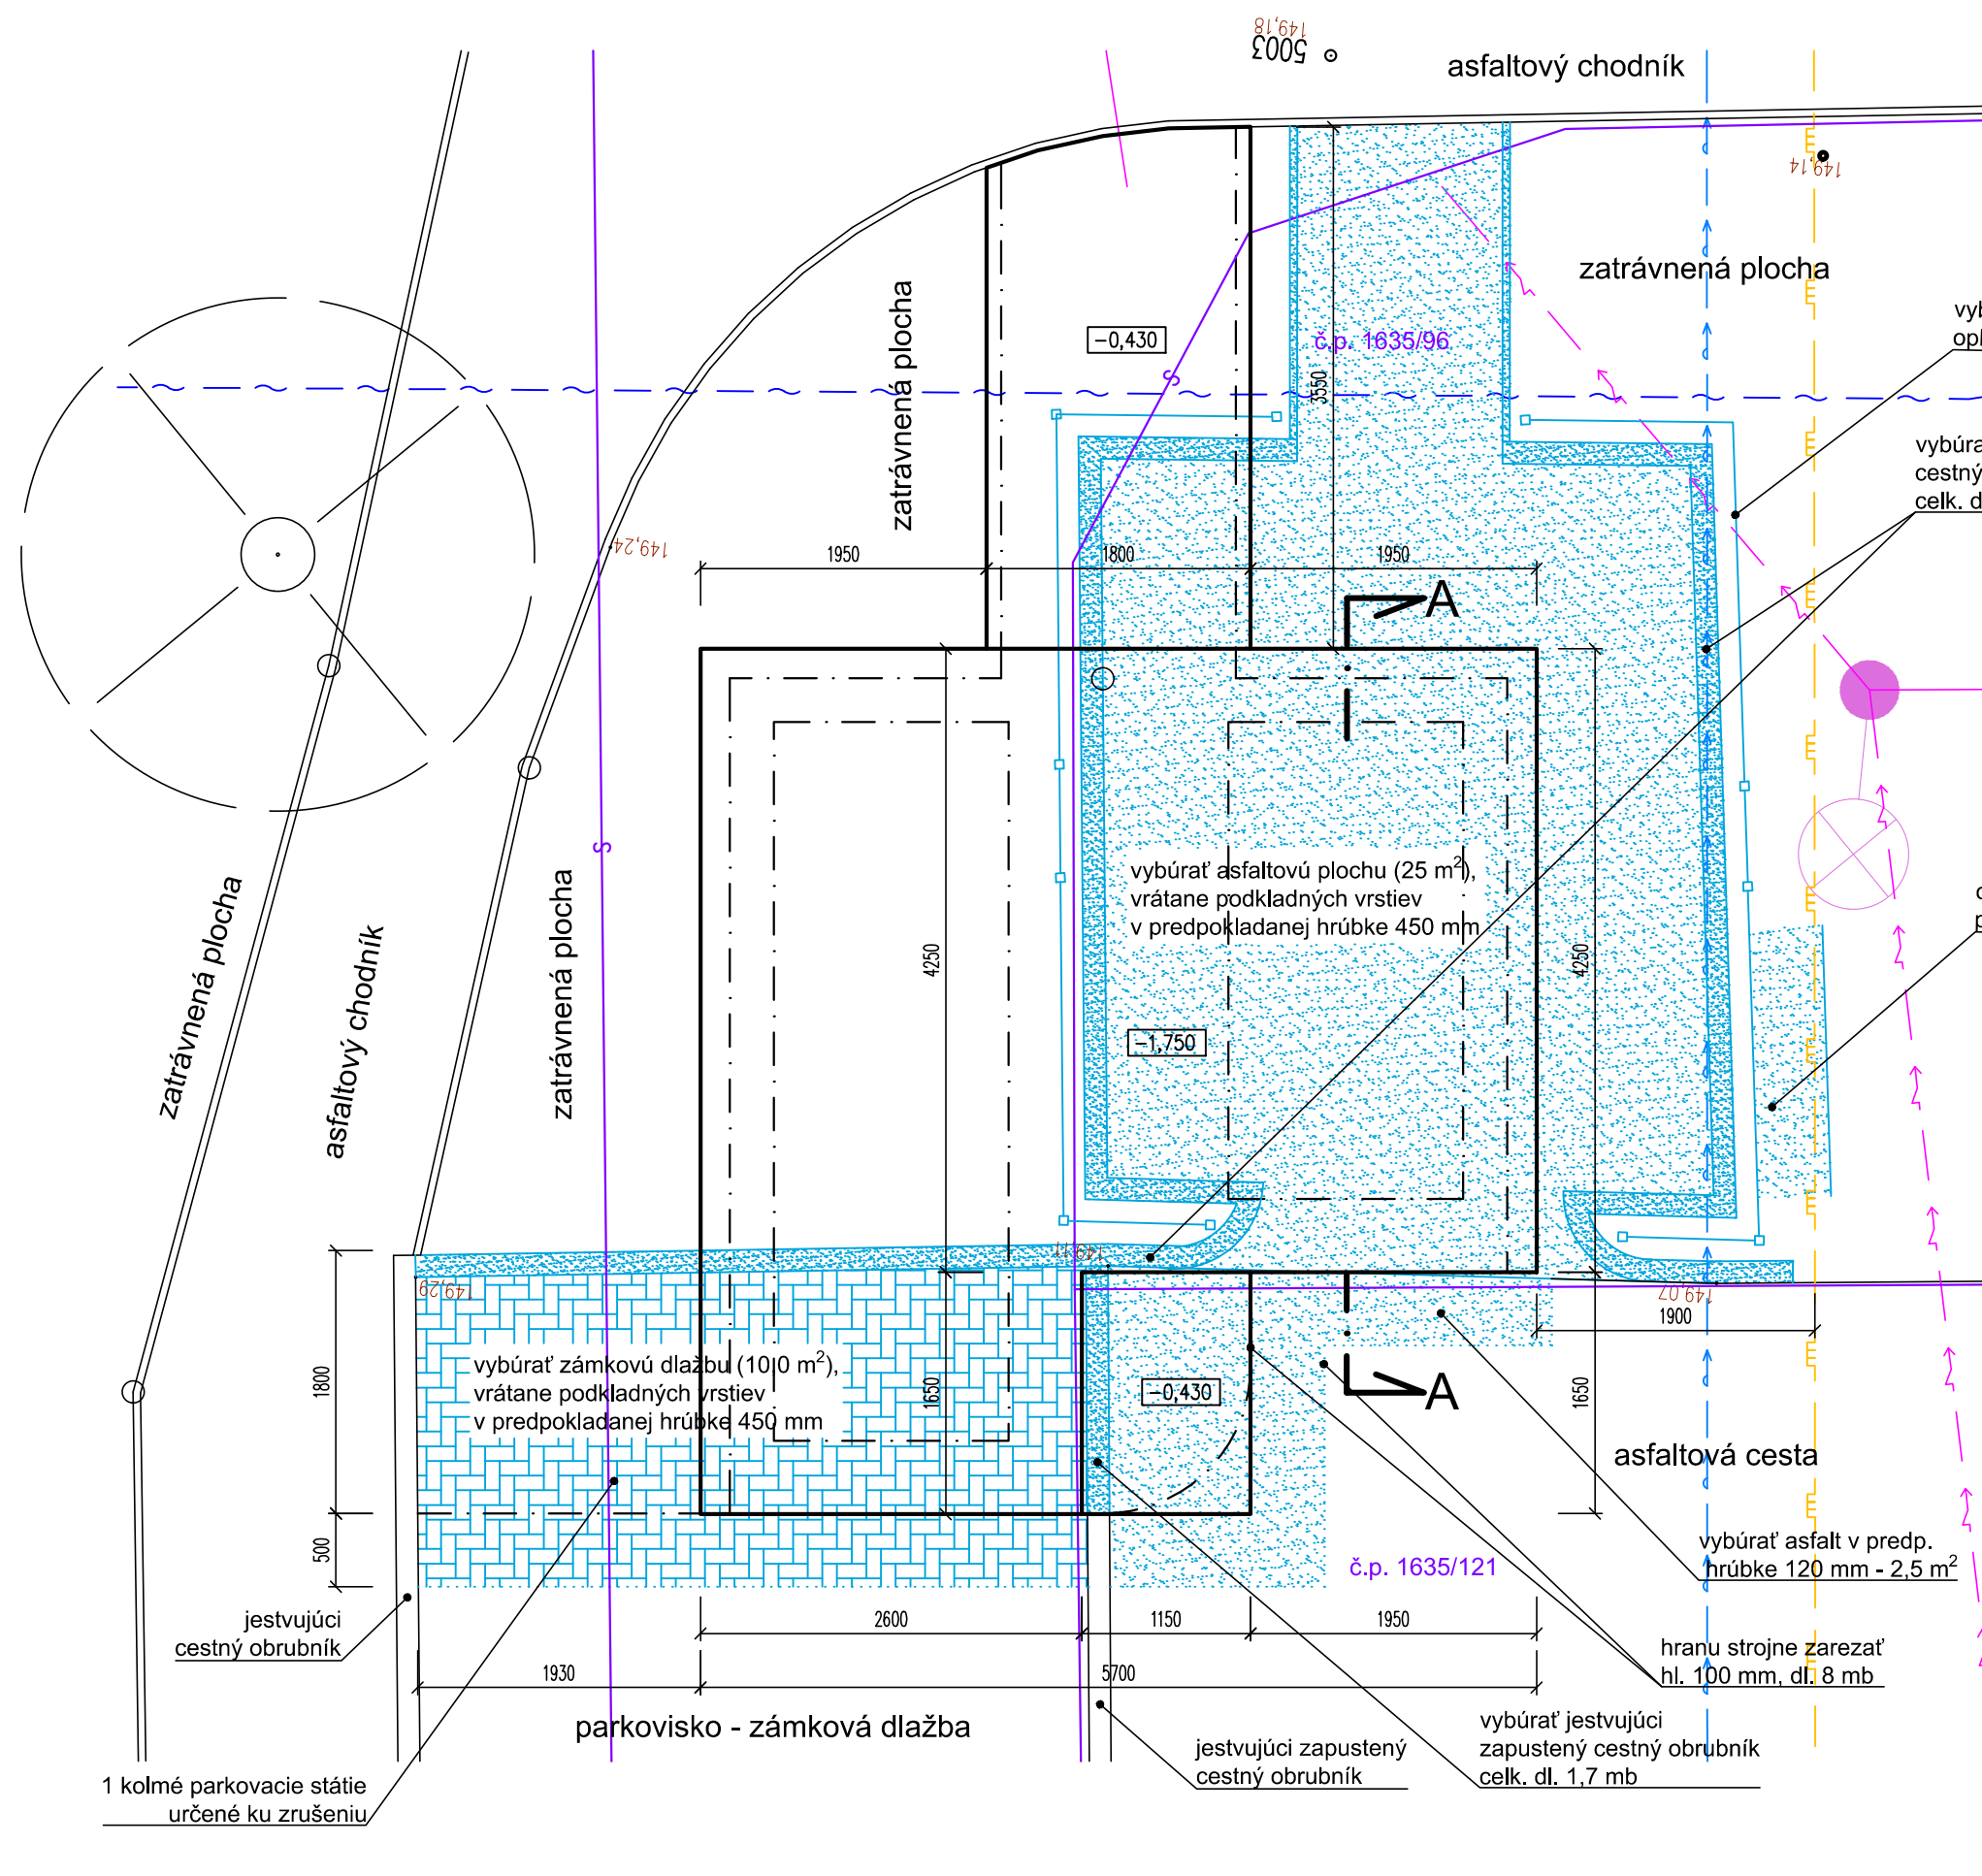 149,18
5003
asfaltový chodník
149,14
zatrávnená plocha
zatrávnená plocha
-0,430
č.p. 1635/96
3550
S
149,24
1950
1800
1950
A
vybúrať asfaltovú plochu (25 m²),
vrátane podkladných vrstiev
v predpokladanej hrúbke 450 mm
4250
4250
-1,750
S
zatrávnená plocha
asfaltový chodník
zatrávnená plocha
149,11
149,29
149,07
1900
vybúrať zámkovú dlažbu (10,0 m²),
vrátane podkladných vrstiev
v predpokladanej hrúbke 450 mm
1800
1650
-0,430
A
1650
asfaltová cesta
500
č.p. 1635/121
vybúrať asfalt v predp.
hrúbke 120 mm - 2,5 m²
jestvujúci
cestný obrubník
2600
1150
1950
hranu strojne zarezať
hl. 100 mm, dl. 8 mb
1930
5700
parkovisko - zámková dlažba
jestvujúci zapustený
cestný obrubník
vybúrať jestvujúci
zapustený cestný obrubník
celk. dl. 1,7 mb
1 kolmé parkovacie státie
určené ku zrušeniu
cestný
celk. d